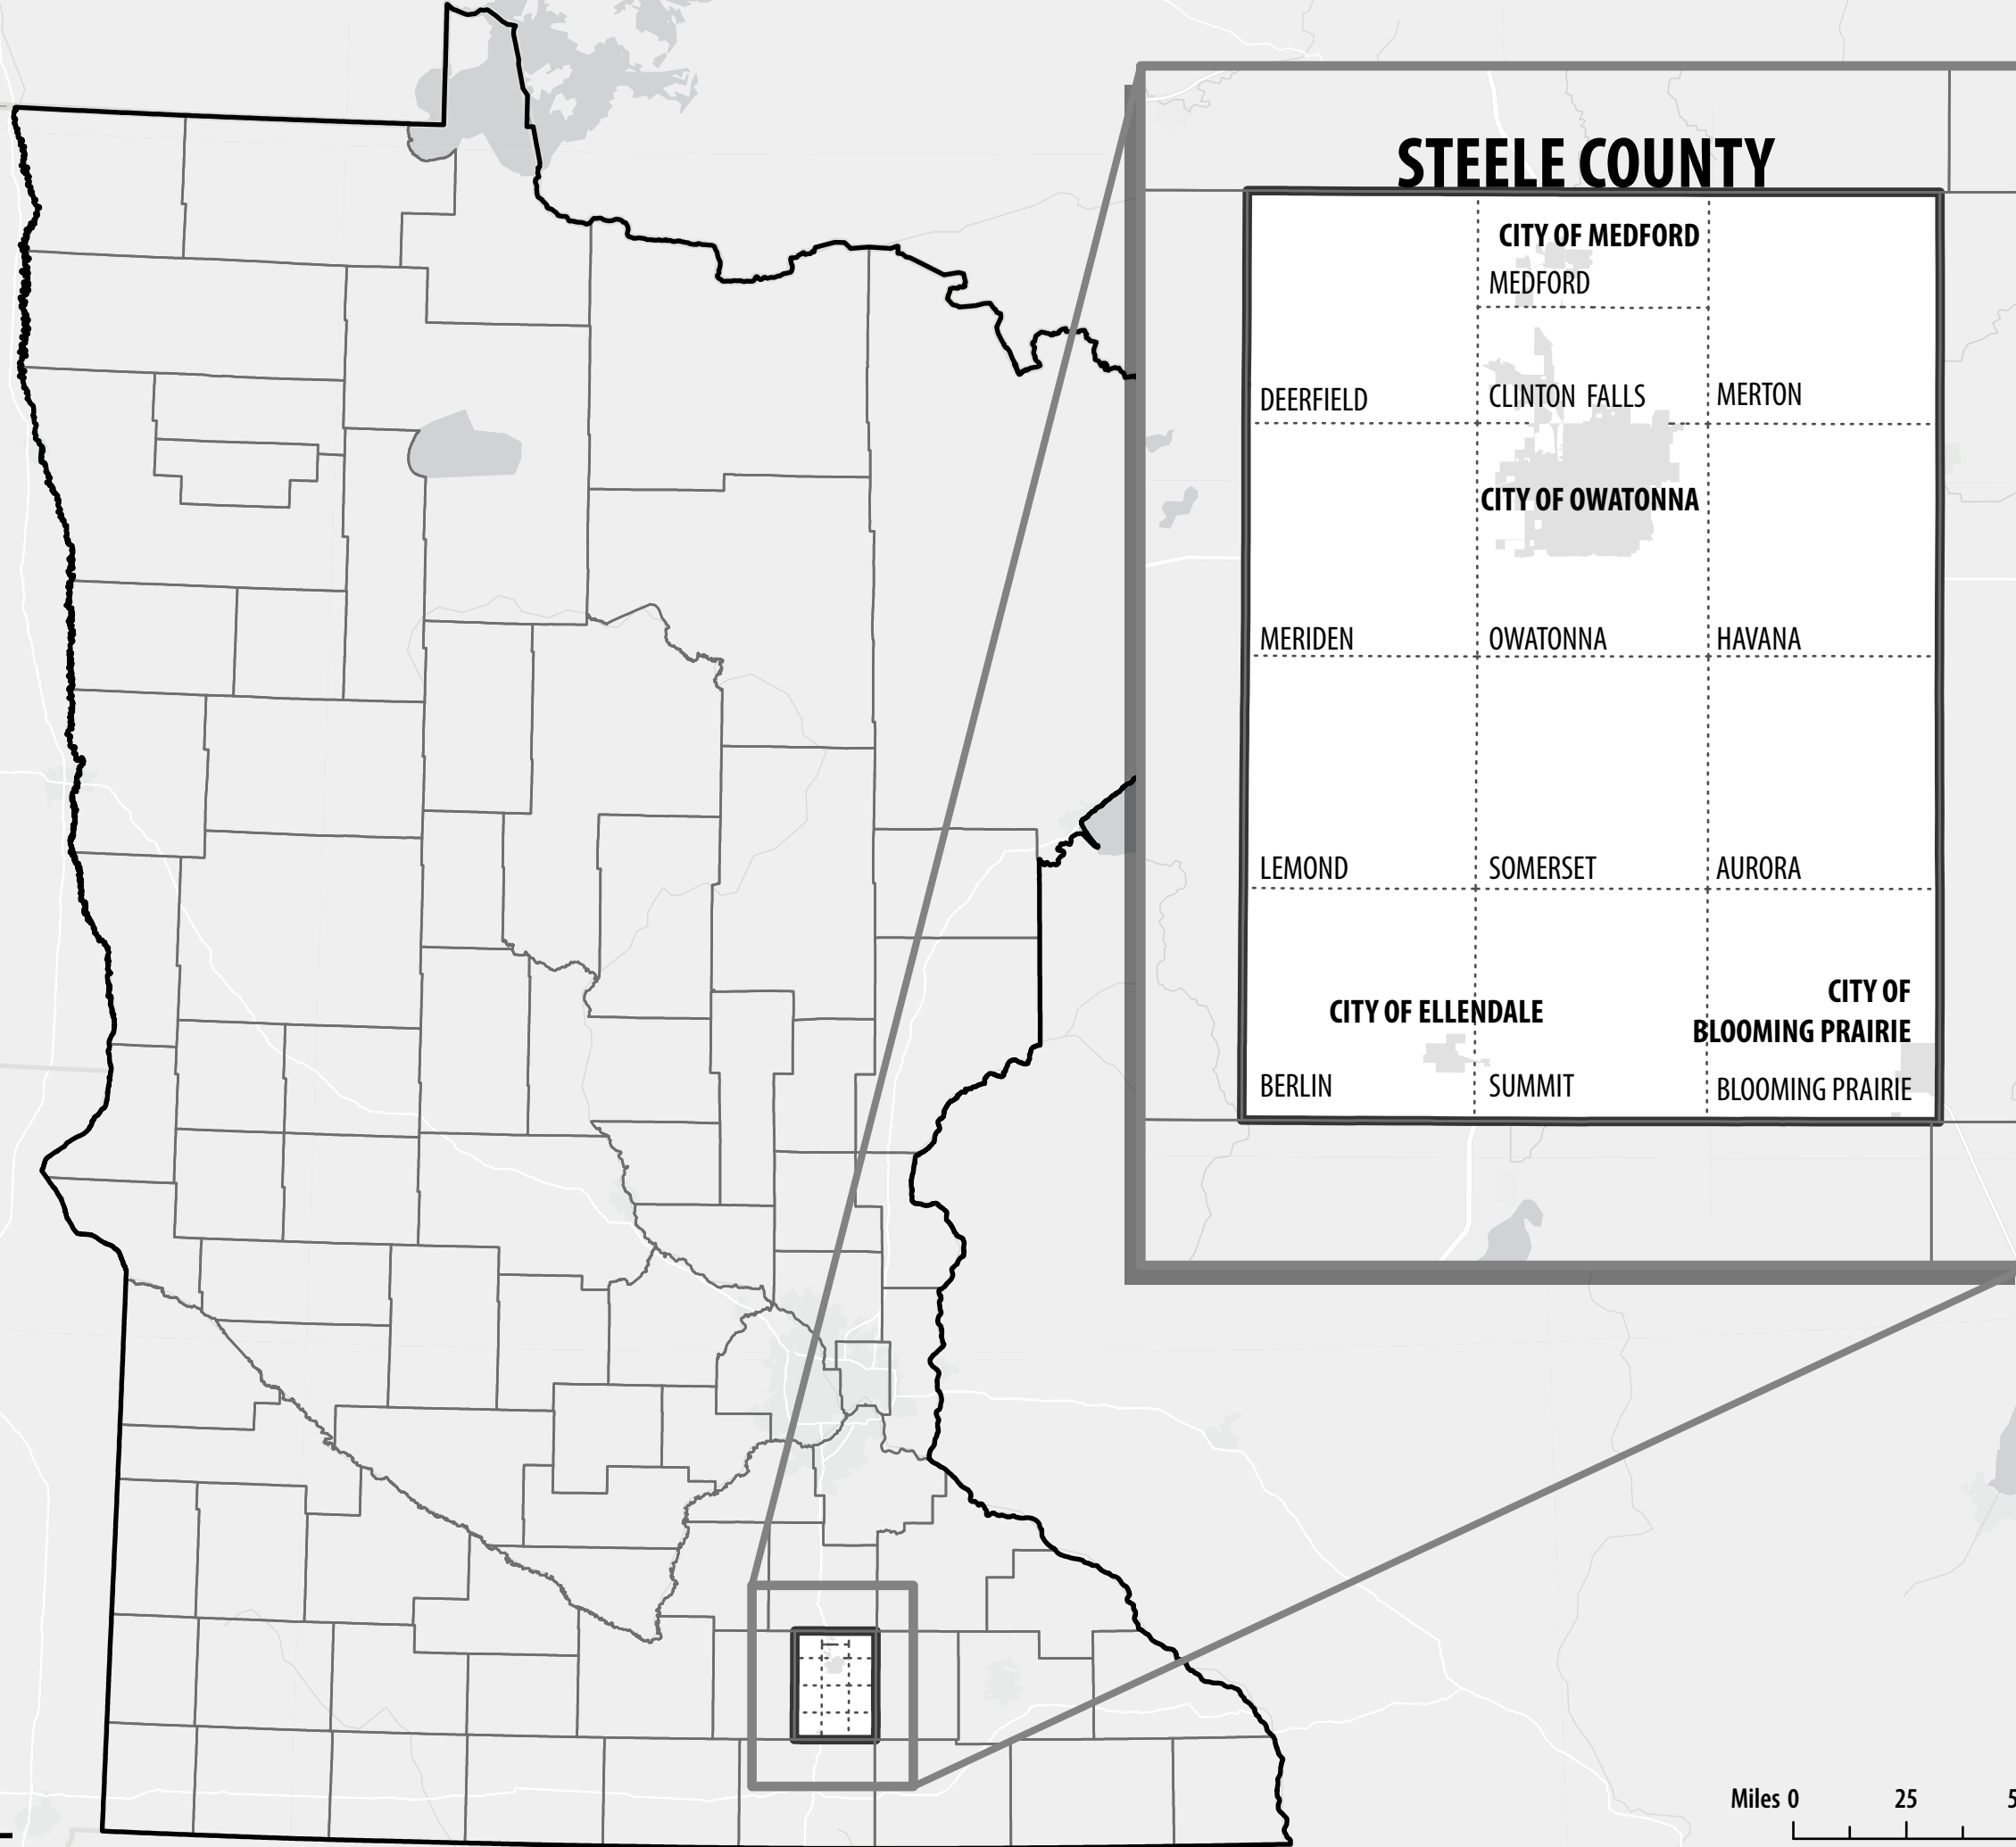 STEELE COUNTY
CITY OF MEDFORD
MEDFORD
DEERFIELD
CLINTON FALLS
MERTON
CITY OF OWATONNA
MERIDEN
OWATONNA
HAVANA
LEMOND
SOMERSET
AURORA
CITY OF ELLENDALE
CITY OF
BLOOMING PRAIRIE
BERLIN
SUMMIT
BLOOMING PRAIRIE
Miles 0 25